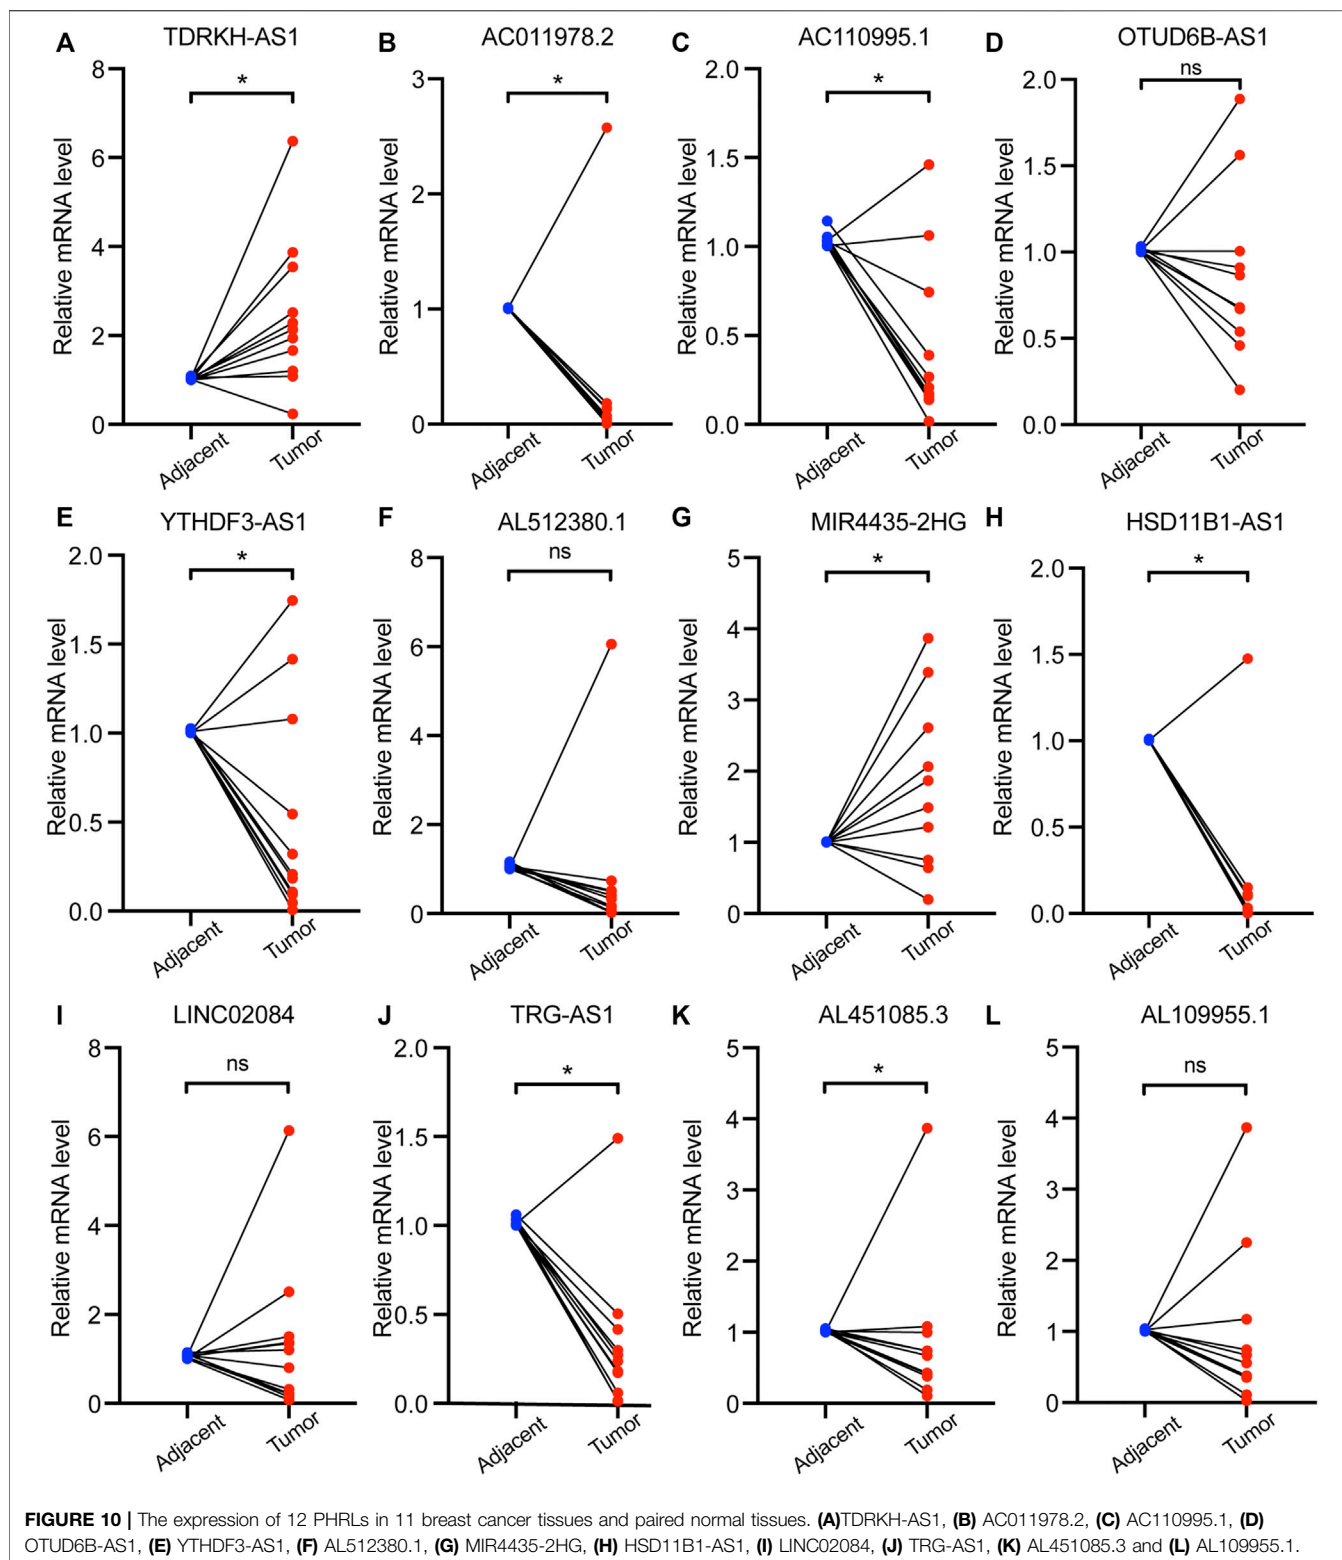 A TDRKH-AS1
8
6
4
2
0
Relative mRNA level
*
Adjacent
Tumor
B AC011978.2
3
2
1
0
Relative mRNA level
*
Adjacent
Tumor
C AC110995.1
2.0
1.5
1.0
0.5
0.0
Relative mRNA level
*
Adjacent
Tumor
D OTUD6B-AS1
2.0
1.5
1.0
0.5
0.0
Relative mRNA level
ns
Adjacent
Tumor
E YTHDF3-AS1
2.0
1.5
1.0
0.5
0.0
Relative mRNA level
*
Adjacent
Tumor
F AL512380.1
8
6
4
2
0
Relative mRNA level
ns
Adjacent
Tumor
G MIR4435-2HG
5
4
3
2
1
0
Relative mRNA level
*
Adjacent
Tumor
H HSD11B1-AS1
2.0
1.5
1.0
0.5
0.0
Relative mRNA level
*
Adjacent
Tumor
I LINC02084
8
6
4
2
0
Relative mRNA level
ns
Adjacent
Tumor
J TRG-AS1
2.0
1.5
1.0
0.5
0.0
Relative mRNA level
*
Adjacent
Tumor
K AL451085.3
5
4
3
2
1
0
Relative mRNA level
*
Adjacent
Tumor
L AL109955.1
5
4
3
2
1
0
Relative mRNA level
ns
Adjacent
Tumor
FIGURE 10 | The expression of 12 PHRLs in 11 breast cancer tissues and paired normal tissues. (A)TDRKH-AS1, (B) AC011978.2, (C) AC110995.1, (D)
OTUD6B-AS1, (E) YTHDF3-AS1, (F) AL512380.1, (G) MIR4435-2HG, (H) HSD11B1-AS1, (I) LINC02084, (J) TRG-AS1, (K) AL451085.3 and (L) AL109955.1.